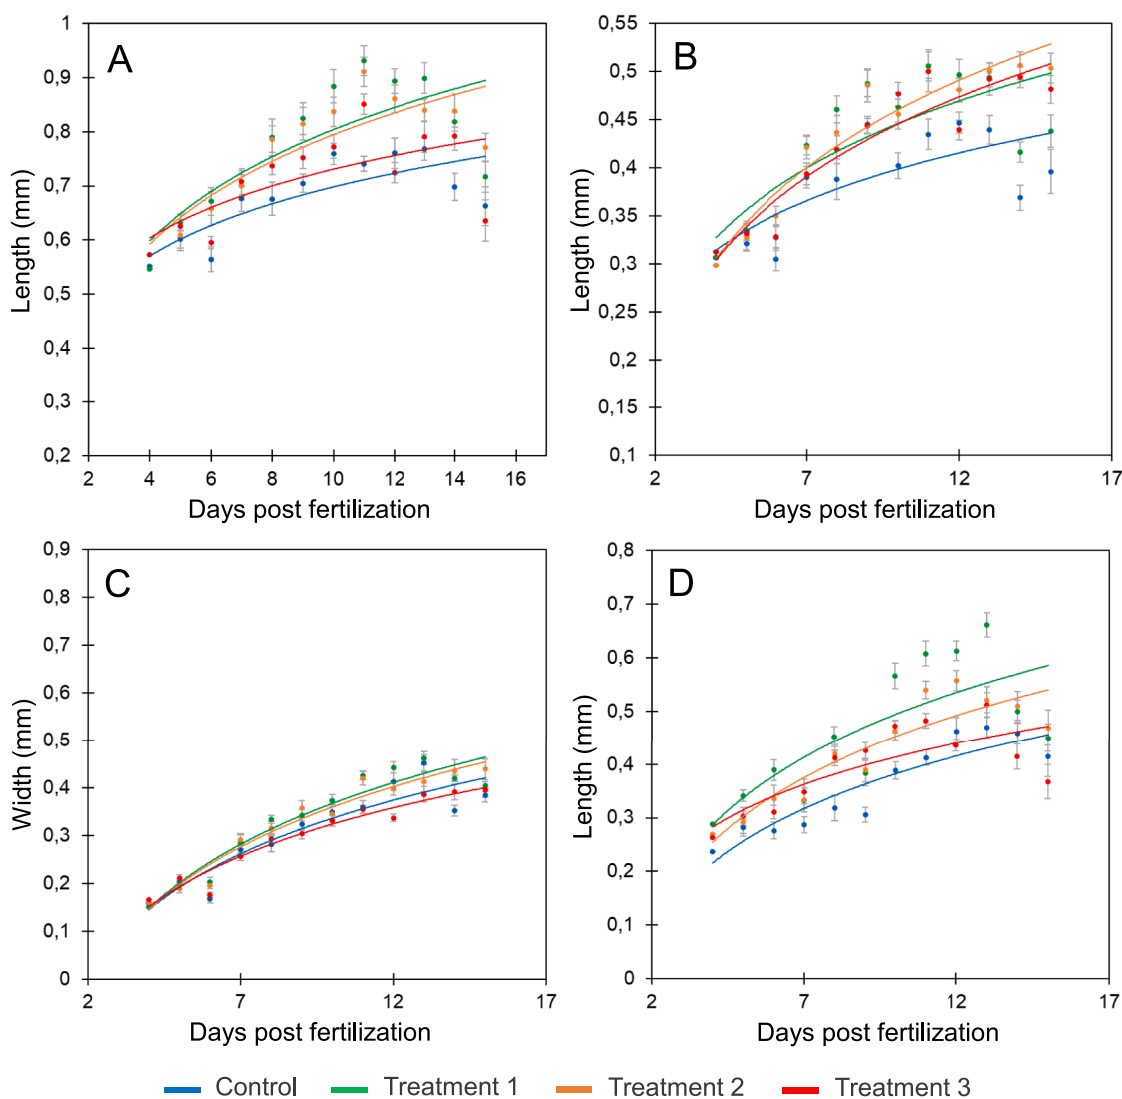 A
Length (mm)
1
0,9
0,8
0,7
0,6
0,5
0,4
0,3
0,2
2 4 6 8 10 12 14 16
Days post fertilization
B
Length (mm)
0,55
0,5
0,45
0,4
0,35
0,3
0,25
0,2
0,15
0,1
2 7 12 17
Days post fertilization
C
Width (mm)
0,9
0,8
0,7
0,6
0,5
0,4
0,3
0,2
0,1
0
2 7 12 17
Days post fertilization
D
Length (mm)
0,8
0,7
0,6
0,5
0,4
0,3
0,2
0,1
0
2 7 12 17
Days post fertilization
Control Treatment 1 Treatment 2 Treatment 3